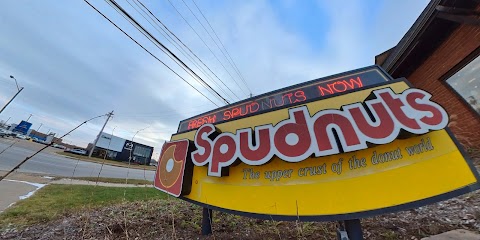 FRESH SPUDNUTS NOW
Spudnuts
The upper crust of the donut world